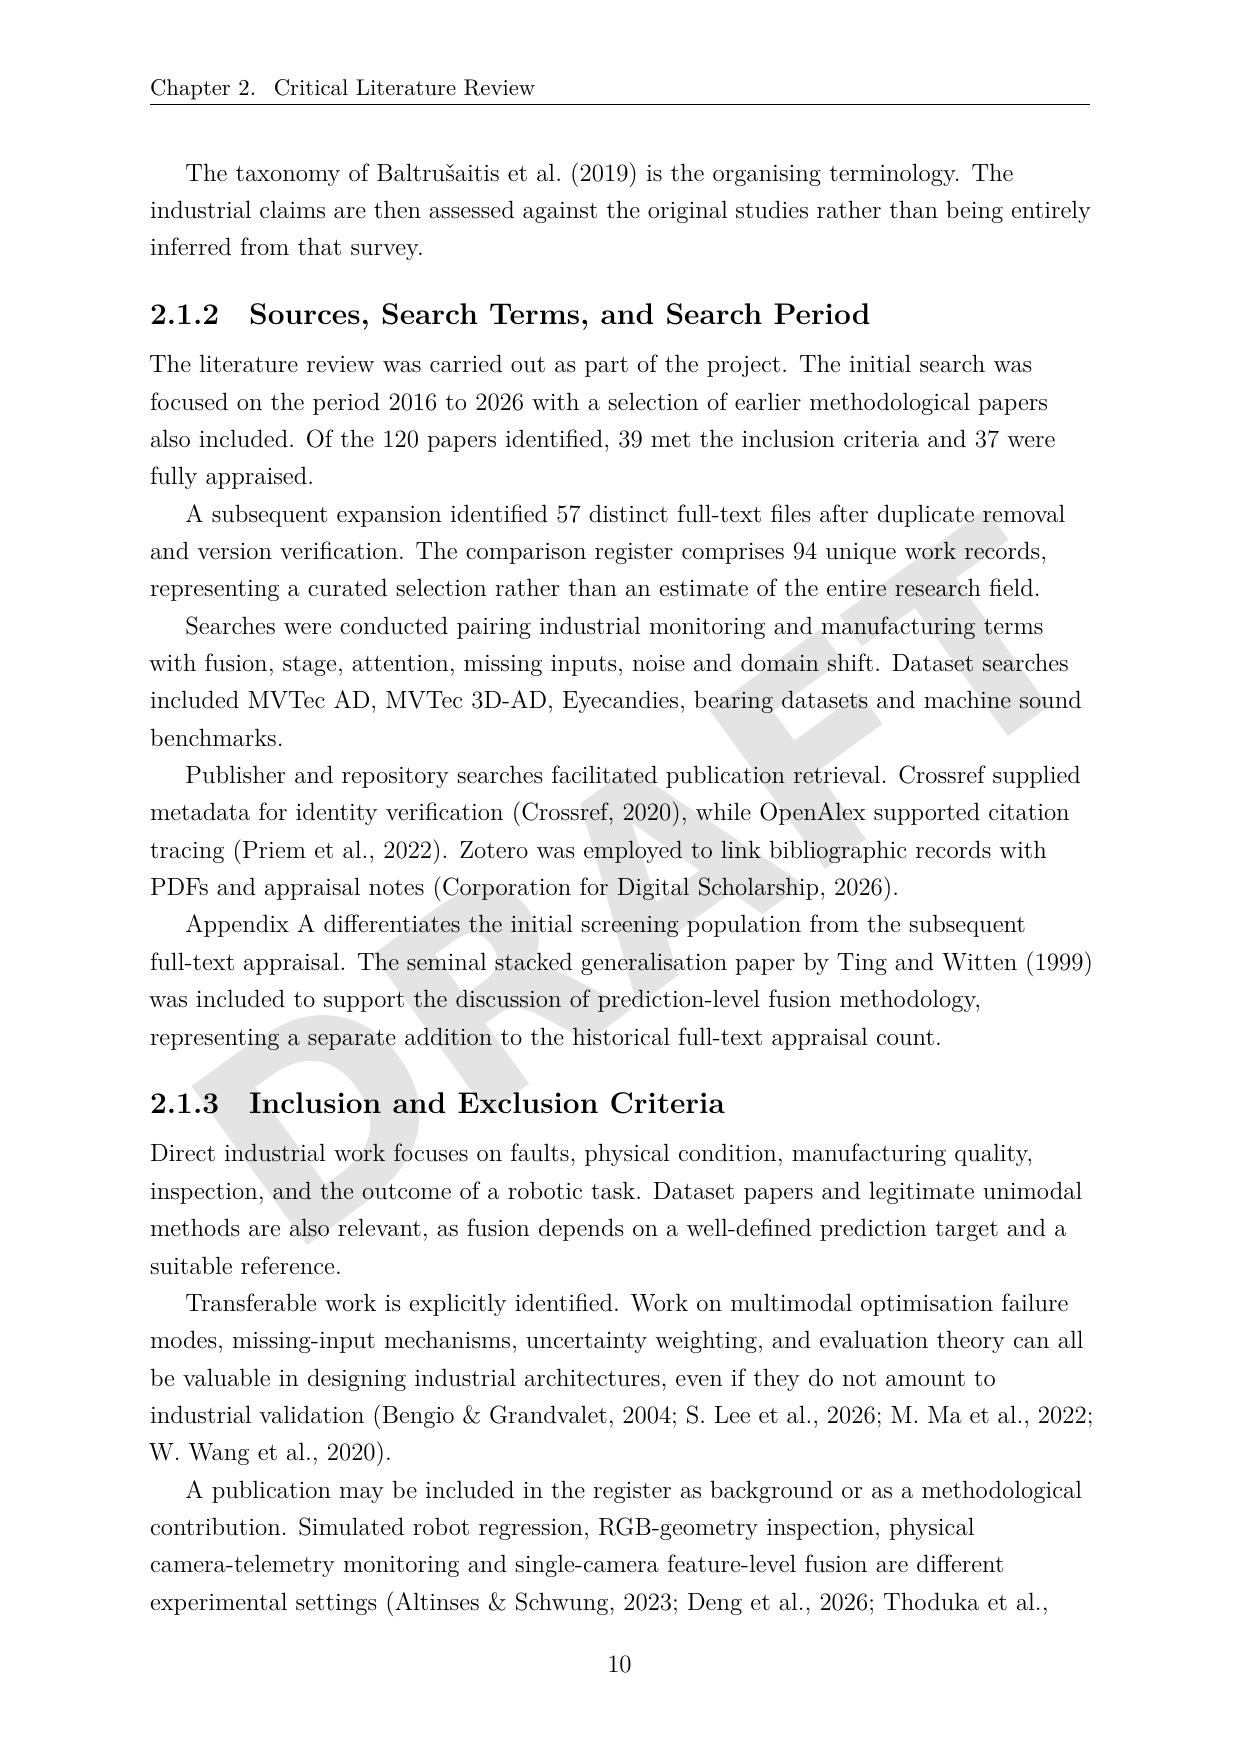 Chapter 2. Critical Literature Review
The taxonomy of Baltrušaitis et al. (2019) is the organising terminology. The
industrial claims are then assessed against the original studies rather than being entirely
inferred from that survey.
2.1.2 Sources, Search Terms, and Search Period
The literature review was carried out as part of the project. The initial search was
focused on the period 2016 to 2026 with a selection of earlier methodological papers
also included. Of the 120 papers identified, 39 met the inclusion criteria and 37 were
fully appraised.
A subsequent expansion identified 57 distinct full-text files after duplicate removal
and version verification. The comparison register comprises 94 unique work records,
representing a curated selection rather than an estimate of the entire research field.
Searches were conducted pairing industrial monitoring and manufacturing terms
with fusion, stage, attention, missing inputs, noise and domain shift. Dataset searches
included MVTec AD, MVTec 3D-AD, Eyecandies, bearing datasets and machine sound
benchmarks.
Publisher and repository searches facilitated publication retrieval. Crossref supplied
metadata for identity verification (Crossref, 2020), while OpenAlex supported citation
tracing (Priem et al., 2022). Zotero was employed to link bibliographic records with
PDFs and appraisal notes (Corporation for Digital Scholarship, 2026).
Appendix A differentiates the initial screening population from the subsequent
full-text appraisal. The seminal stacked generalisation paper by Ting and Witten (1999)
was included to support the discussion of prediction-level fusion methodology,
representing a separate addition to the historical full-text appraisal count.
2.1.3 Inclusion and Exclusion Criteria
Direct industrial work focuses on faults, physical condition, manufacturing quality,
inspection, and the outcome of a robotic task. Dataset papers and legitimate unimodal
methods are also relevant, as fusion depends on a well-defined prediction target and a
suitable reference.
Transferable work is explicitly identified. Work on multimodal optimisation failure
modes, missing-input mechanisms, uncertainty weighting, and evaluation theory can all
be valuable in designing industrial architectures, even if they do not amount to
industrial validation (Bengio & Grandvalet, 2004; S. Lee et al., 2026; M. Ma et al., 2022;
W. Wang et al., 2020).
A publication may be included in the register as background or as a methodological
contribution. Simulated robot regression, RGB-geometry inspection, physical
camera-telemetry monitoring and single-camera feature-level fusion are different
experimental settings (Altinses & Schwung, 2023; Deng et al., 2026; Thoduka et al.,
10
DRAFT